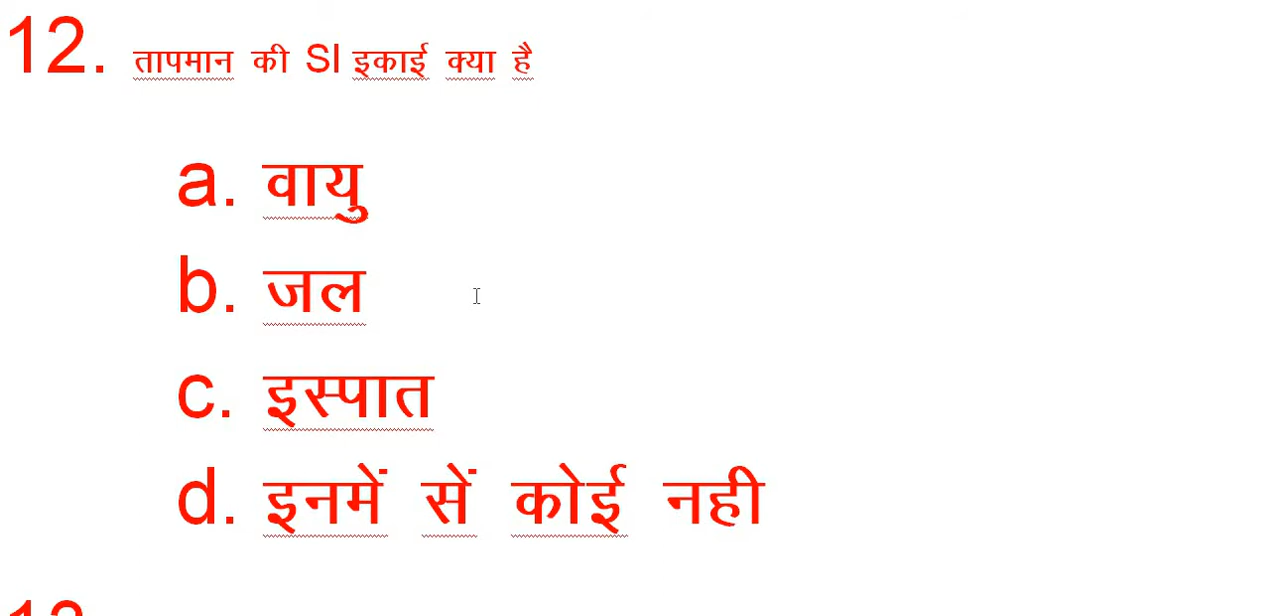 12. तापमान की SI इकाई क्या है
a. वायु
b. जल
c. इस्पात
d. इनमें सें कोई नही